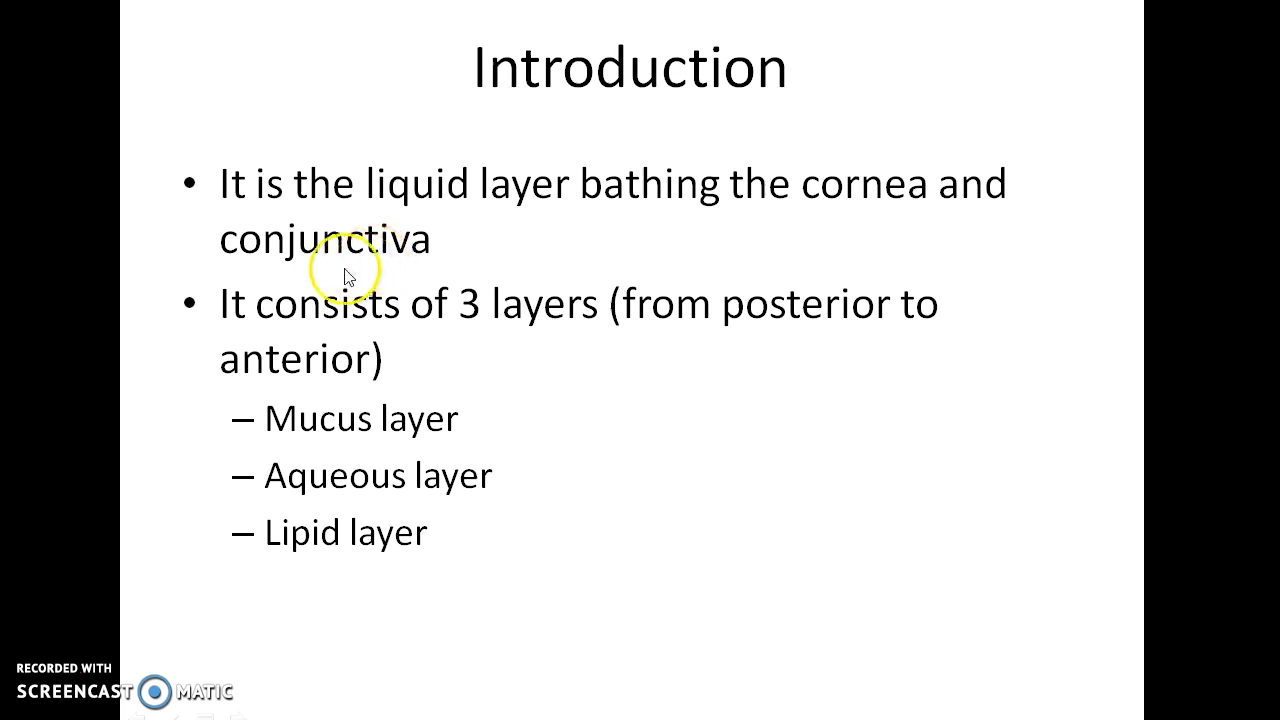 Introduction
• It is the liquid layer bathing the cornea and
conjunctiva
• It consists of 3 layers (from posterior to
anterior)
– Mucus layer
– Aqueous layer
– Lipid layer
RECORDED WITH
SCREENCAST MATIC